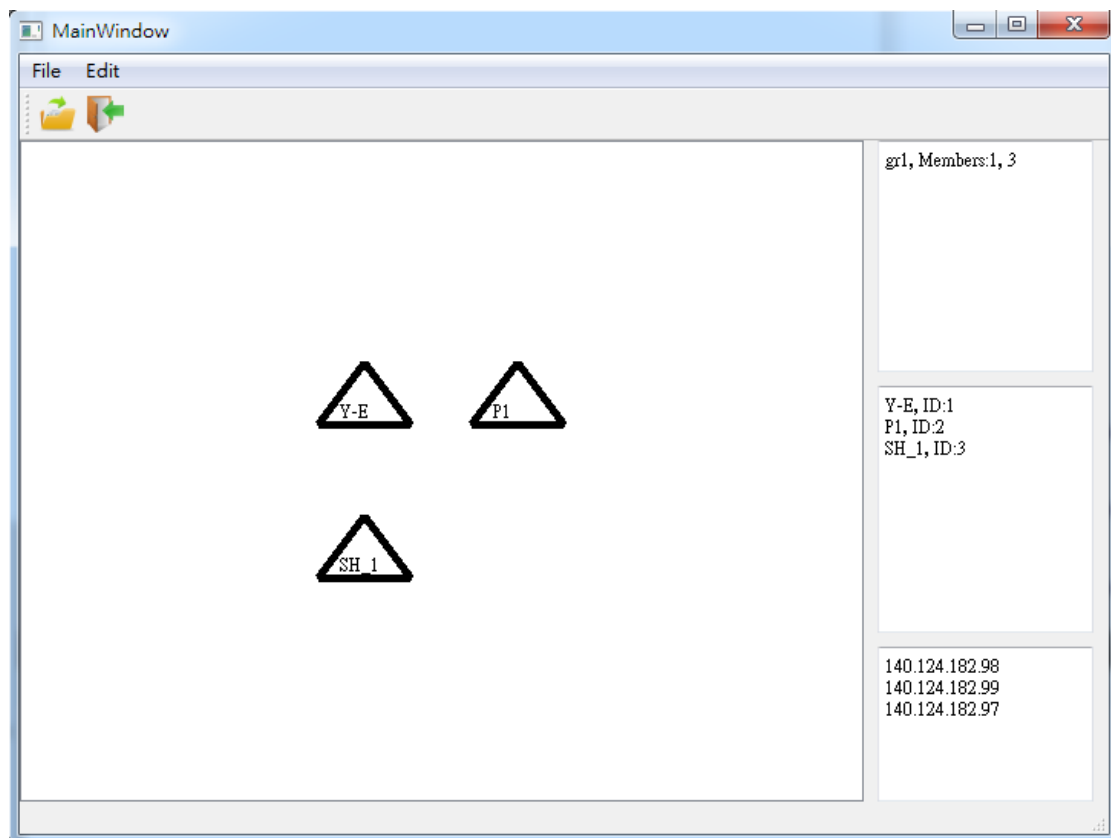 MainWindow
File Edit
gr1, Members:1, 3
Y-E
P1
SH_1
Y-E, ID:1
P1, ID:2
SH_1, ID:3
140.124.182.98
140.124.182.99
140.124.182.97